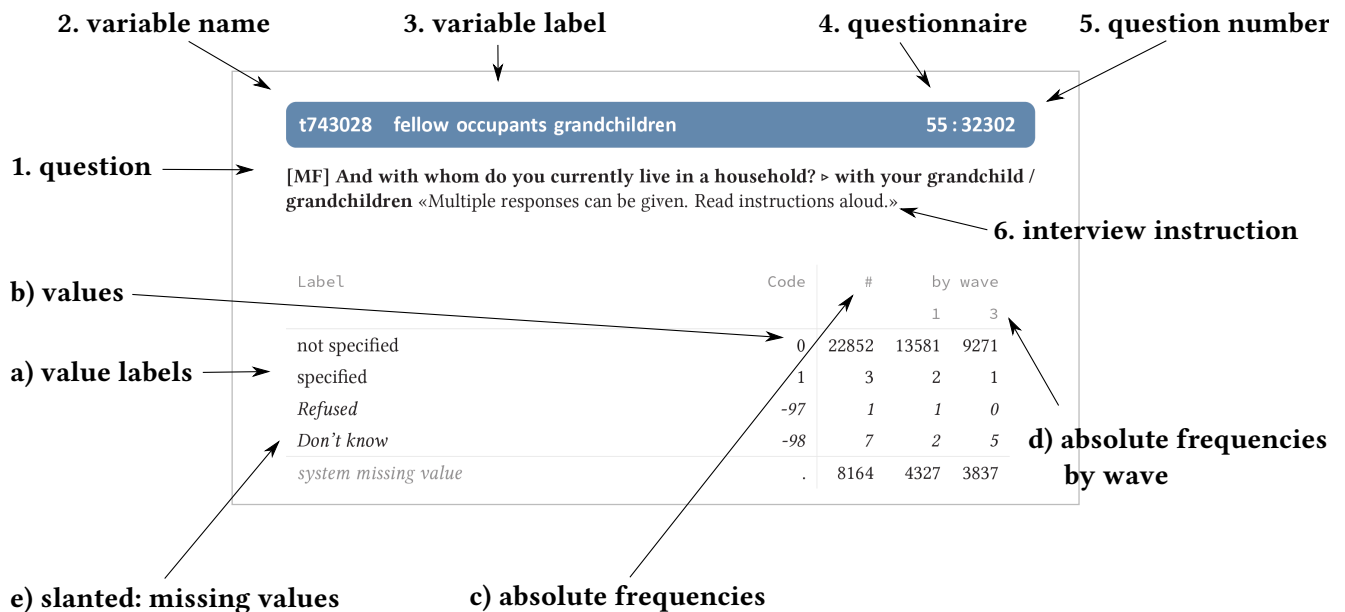 2. variable name 3. variable label 4. questionnaire 5. question number
t743028 fellow occupants grandchildren 55 : 32302
1. question
[MF] And with whom do you currently live in a household? ▹ with your grandchild /
grandchildren «Multiple responses can be given. Read instructions aloud.»
6. interview instruction
Label Code # by wave
b) values
1 3
not specified 0 22852 13581 9271
a) value labels
specified 1 3 2 1
Refused -97 1 1 0
Don't know -98 7 2 5
d) absolute frequencies
by wave
system missing value . 8164 4327 3837
e) slanted: missing values c) absolute frequencies